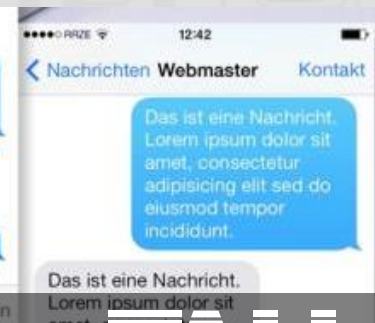 RRZE 12:42
Nachrichten Webmaster Kontakt
Das ist eine Nachricht.
Lorem ipsum dolor sit
amet, consectetur
adipisicing elit sed do
eiusmod tempor
incididunt.
Das ist eine Nachricht.
Lorem ipsum dolor sit